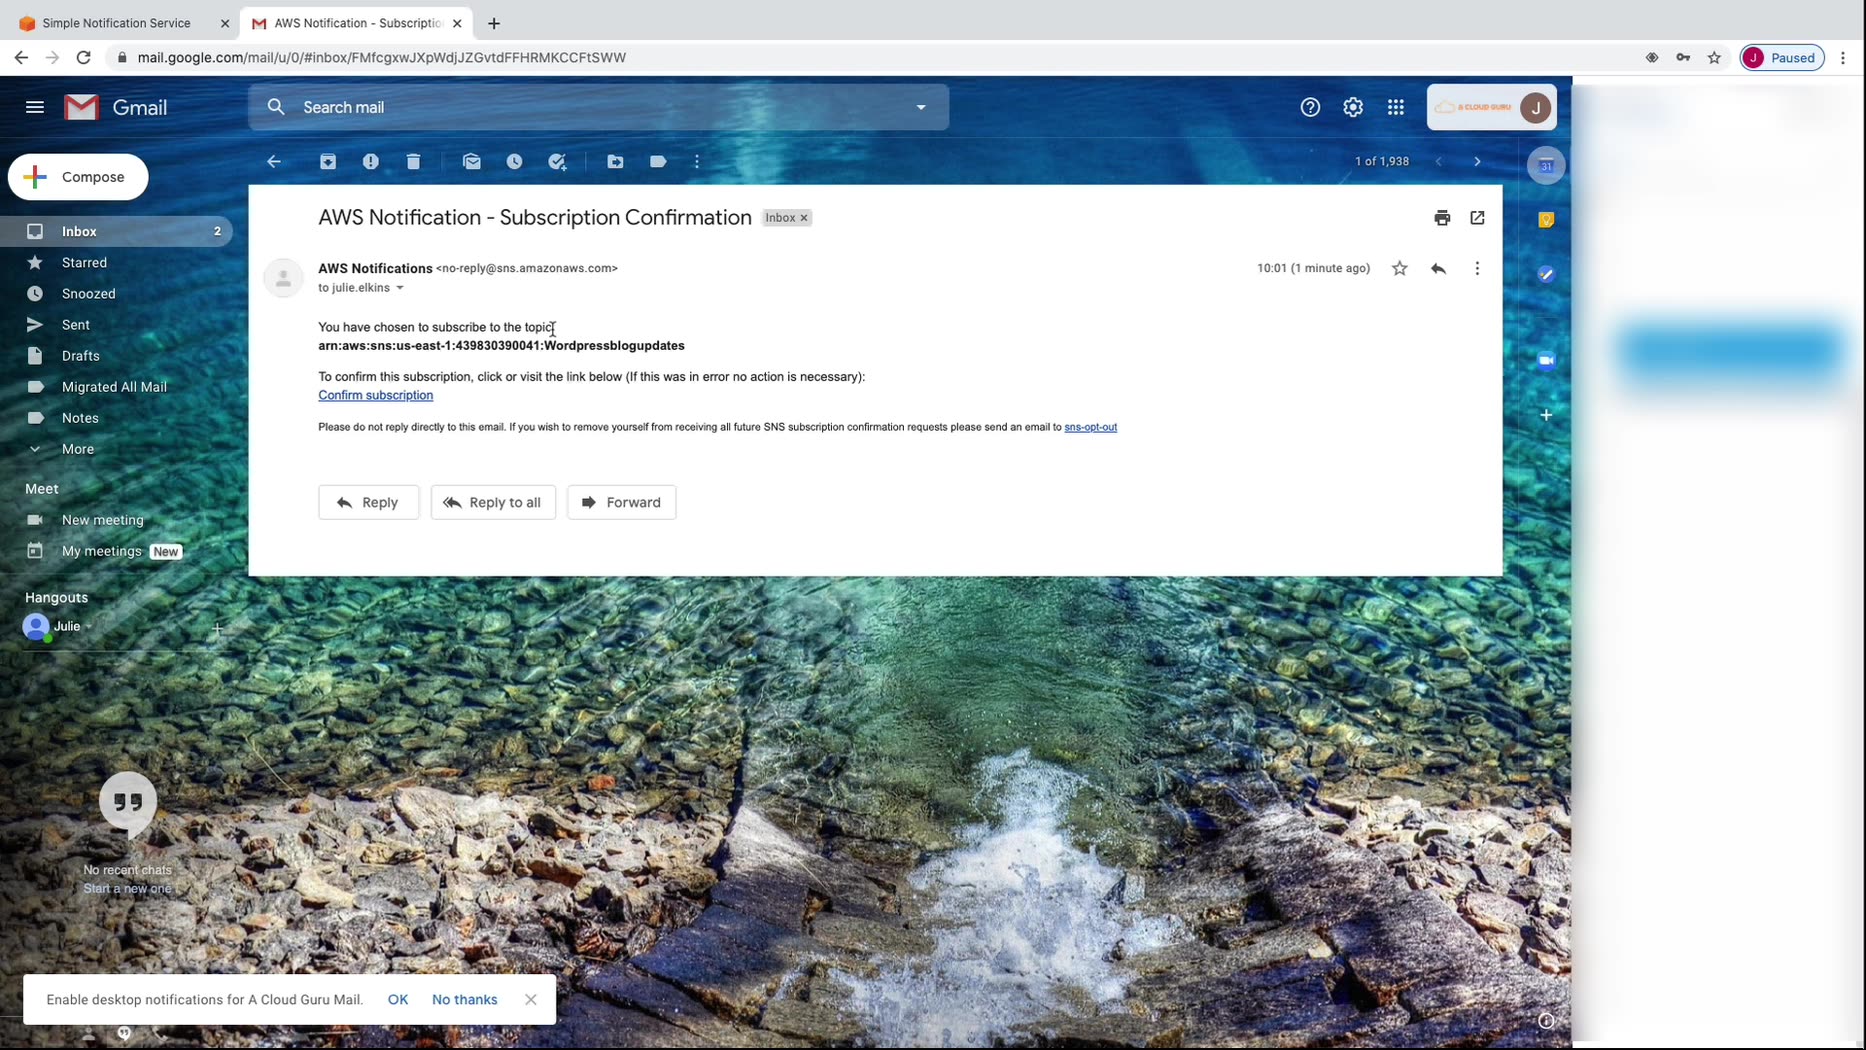 Simple Notification Service
AWS Notification - Subscriptio
mail.google.com/mail/u/0/#inbox/FMfcgxwJXpWdjJZGvtdFFHRMKCCFtSWW
J
Paused
Gmail
Search mail
A CLOUD GURU
J
Compose
1 of 1,938
31
Inbox
2
Starred
Snoozed
Sent
Drafts
Migrated All Mail
Notes
More
Meet
New meeting
My meetings
New
Hangouts
Julie
No recent chats
Start a new one
AWS Notification - Subscription Confirmation
Inbox
AWS Notifications <no-reply@sns.amazonaws.com>
10:01 (1 minute ago)
to julie.elkins
You have chosen to subscribe to the topic:
arn:aws:sns:us-east-1:439830390041:Wordpressblogupdates
To confirm this subscription, click or visit the link below (If this was in error no action is necessary):
Confirm subscription
Please do not reply directly to this email. If you wish to remove yourself from receiving all future SNS subscription confirmation requests please send an email to sns-opt-out
Reply
Reply to all
Forward
Enable desktop notifications for A Cloud Guru Mail.
OK
No thanks